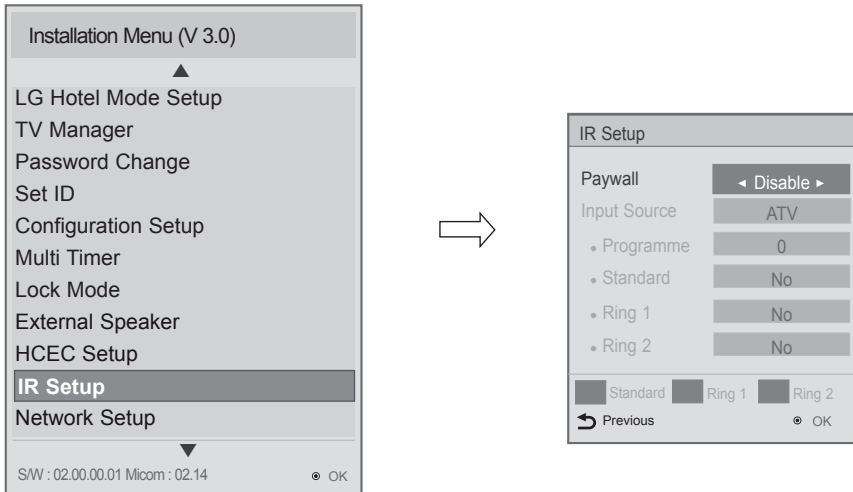 Installation Menu (V 3.0)
LG Hotel Mode Setup
TV Manager
Password Change
Set ID
Configuration Setup
Multi Timer
Lock Mode
External Speaker
HCEC Setup
IR Setup
Network Setup
S/W : 02.00.00.01 Micom : 02.14 ◉ OK
IR Setup
Paywall ◄ Disable ►
Input Source ATV
• Programme 0
• Standard No
• Ring 1 No
• Ring 2 No
Standard Ring 1 Ring 2
Previous ◉ OK